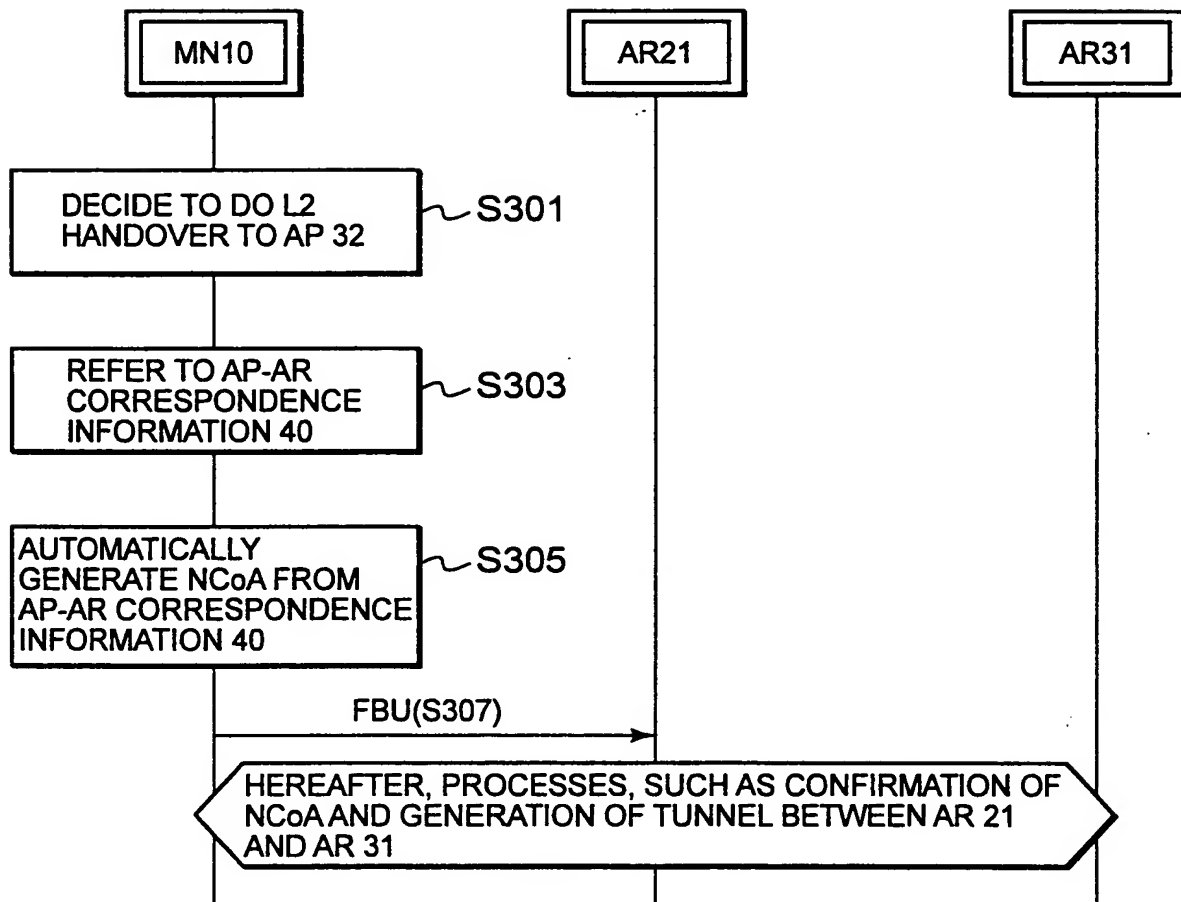 MN10
AR21
AR31
DECIDE TO DO L2
HANDOVER TO AP 32
S301
REFER TO AP-AR
CORRESPONDENCE
INFORMATION 40
S303
AUTOMATICALLY
GENERATE NCoA FROM
AP-AR CORRESPONDENCE
INFORMATION 40
S305
FBU(S307)
HEREAFTER, PROCESSES, SUCH AS CONFIRMATION OF
NCoA AND GENERATION OF TUNNEL BETWEEN AR 21
AND AR 31